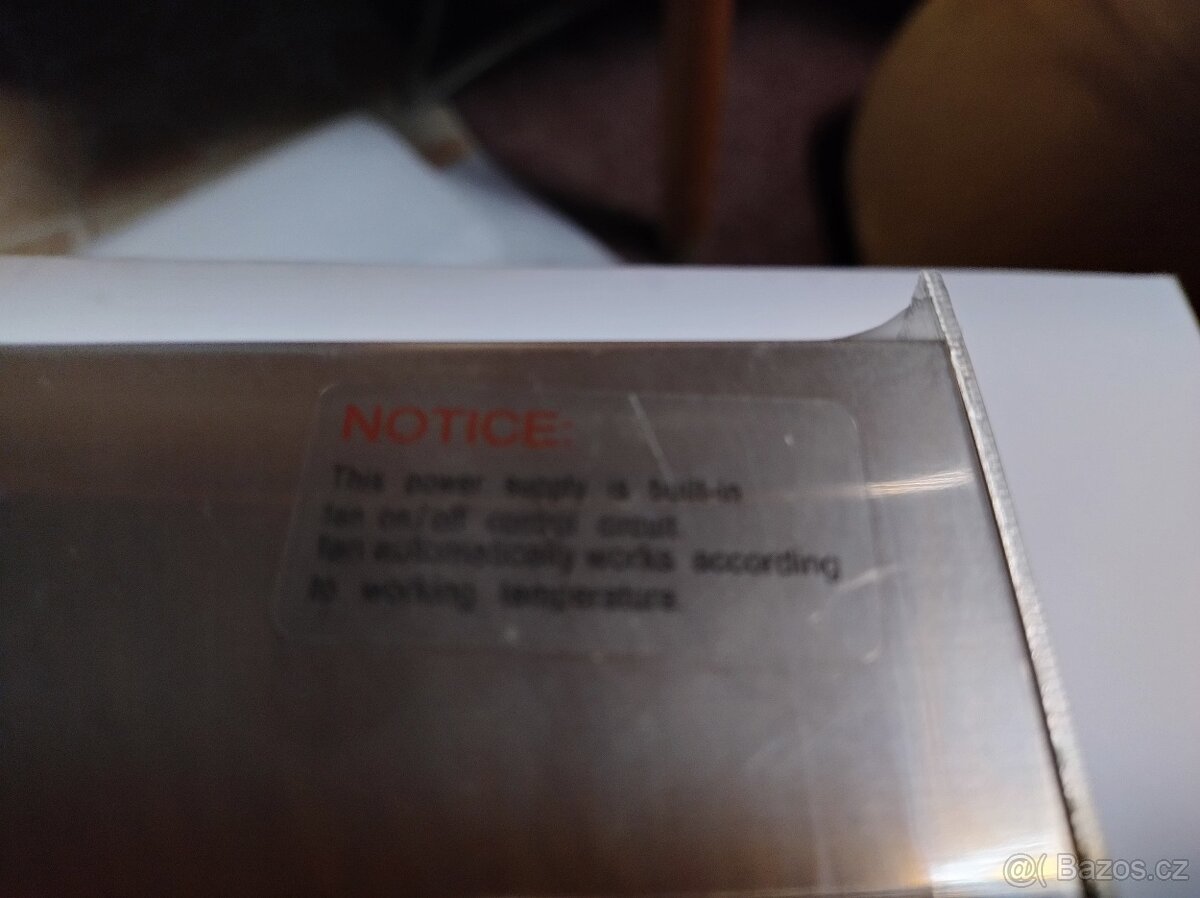 NOTICE:
This power supply is built-in
fan on/off control circuit.
fan automatically works according
to working temperature.
@( Bazos.cz